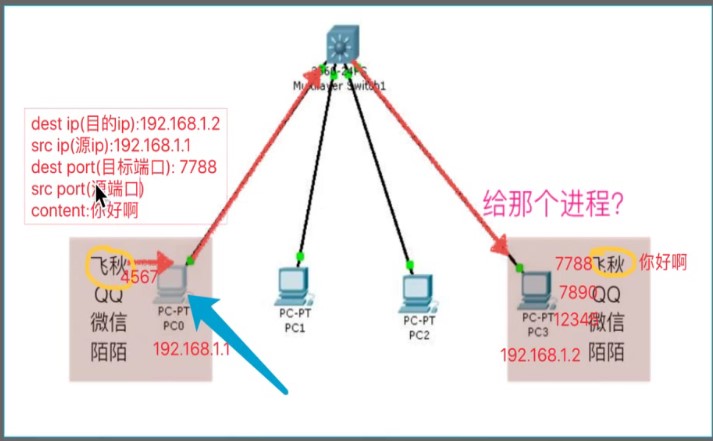 3560-24PS
Multilayer Switch1
dest ip(目的ip):192.168.1.2
src ip(源ip):192.168.1.1
dest port(目标端口): 7788
src port(源端口)
content:你好啊
给那个进程?
飞秋
4567
QQ
微信
陌陌
PC-PT
PC0
192.168.1.1
PC-PT
PC1
PC-PT
PC2
7788
飞秋
你好啊
7890
QQ
PC-PT
PC3
1234
微信
192.168.1.2
陌陌